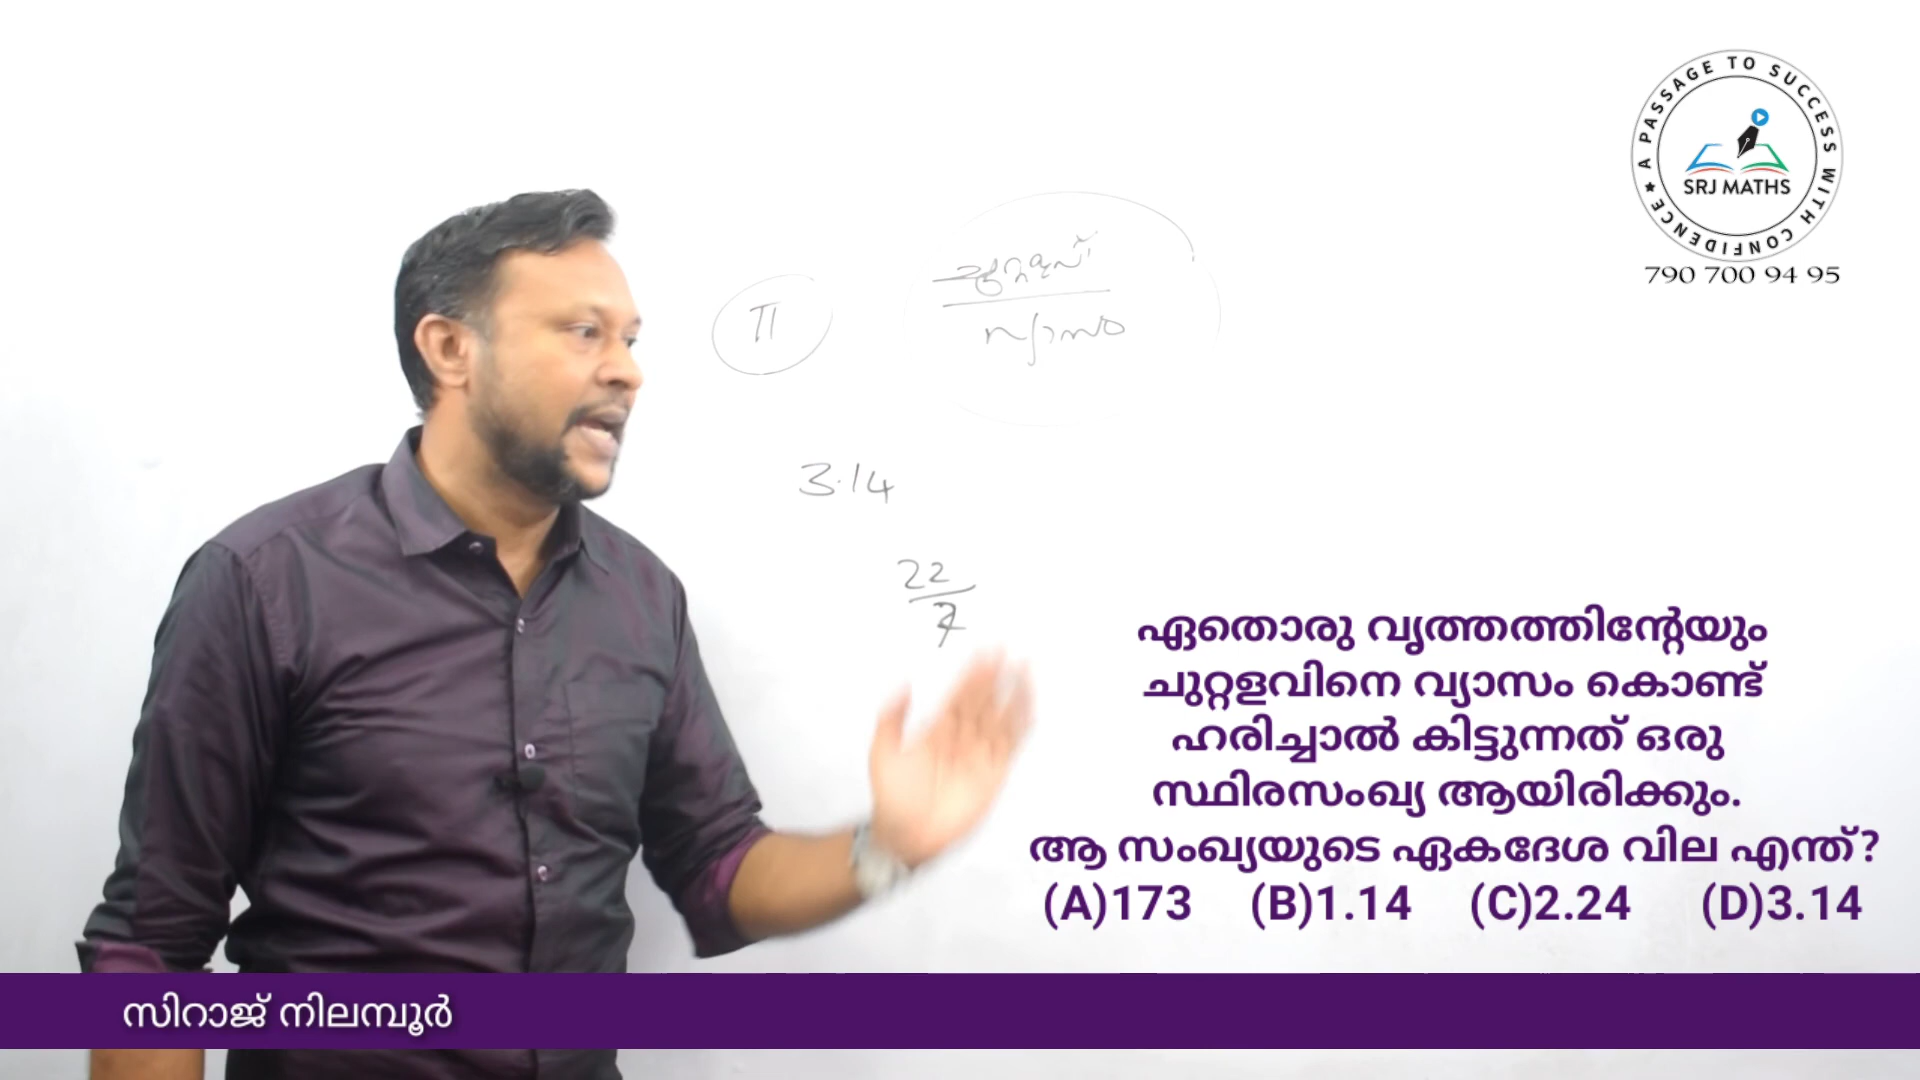 A PASSAGE TO SUCCESS WITH CONFIDENCE
SRJ MATHS
790 700 94 95
π
ചുറ്റളവ്
വ്യാസം
3.14
22
7
ഏതൊരു വൃത്തത്തിന്റേയും
ചുറ്റളവിനെ വ്യാസം കൊണ്ട്
ഹരിച്ചാൽ കിട്ടുന്നത് ഒരു
സ്ഥിരസംഖ്യ ആയിരിക്കും.
ആ സംഖ്യയുടെ ഏകദേശ വില എന്ത്?
(A)173 (B)1.14 (C)2.24 (D)3.14
സിറാജ് നിലമ്പൂർ